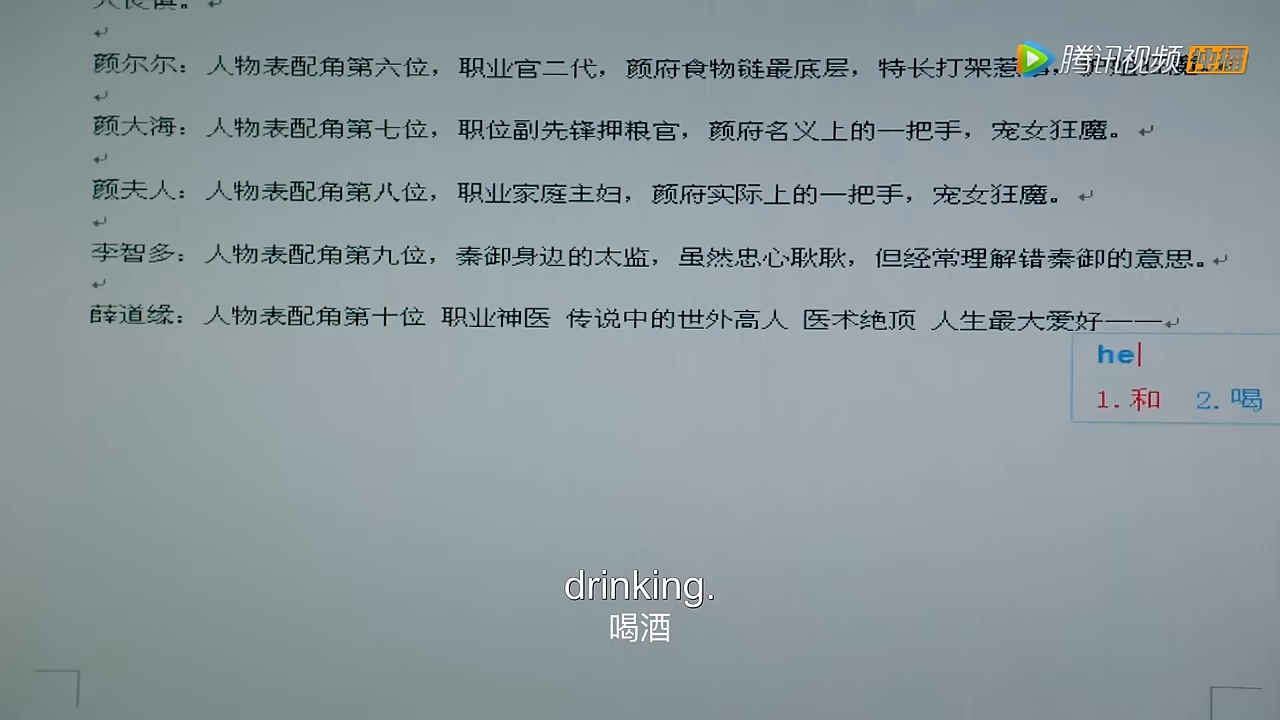 颜尔尔：人物表配角第六位，职业官二代，颜府食物链最底层，特长打架惹
腾讯视频 独播
颜大海：人物表配角第七位，职位副先锋押粮官，颜府名义上的一把手，宠女狂魔。
颜夫人：人物表配角第八位，职业家庭主妇，颜府实际上的一把手，宠女狂魔。
李智多：人物表配角第九位，秦御身边的太监，虽然忠心耿耿，但经常理解错秦御的意思。
薛道缘：人物表配角第十位 职业神医 传说中的世外高人 医术绝顶 人生最大爱好——
he
1.和 2.喝
drinking.
喝酒